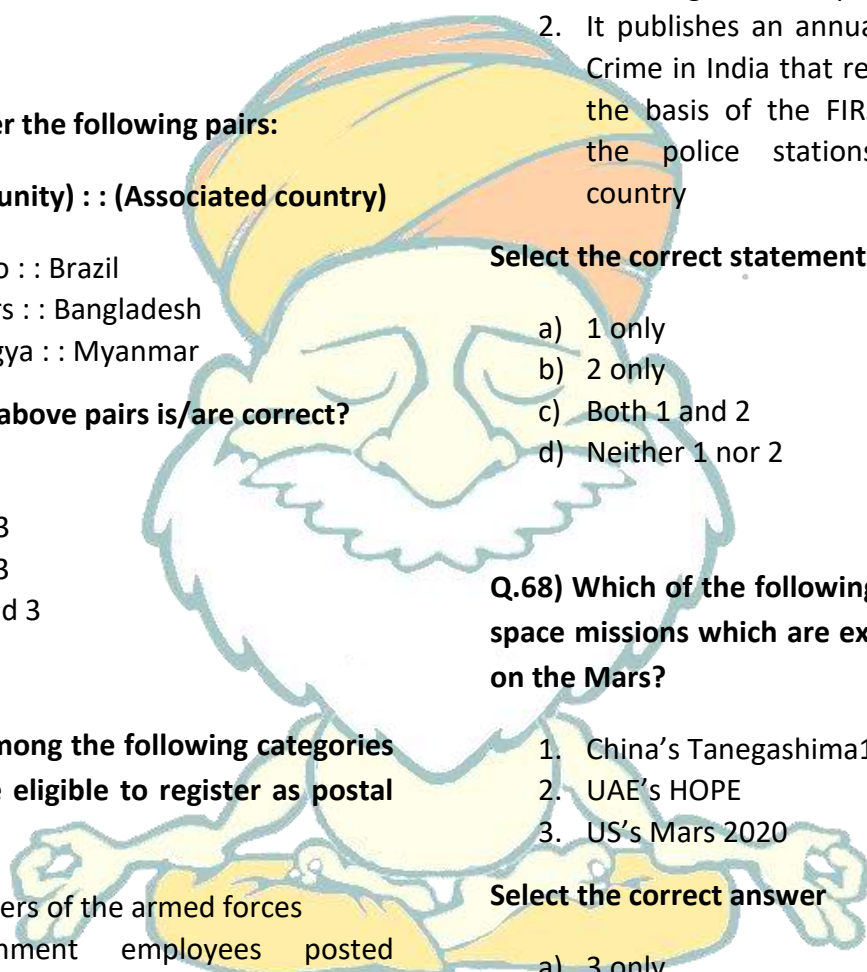 er the following pairs:
unity) : : (Associated country)
o : : Brazil
rs : : Bangladesh
gya : : Myanmar
above pairs is/are correct?
3
3
d 3
mong the following categories
e eligible to register as postal
ers of the armed forces
nment employees posted
2. It publishes an annua
Crime in India that re
the basis of the FIR
the police stations
country
Select the correct statement
a) 1 only
b) 2 only
c) Both 1 and 2
d) Neither 1 nor 2
Q.68) Which of the following
space missions which are ex
on the Mars?
1. China's Tanegashima1
2. UAE's HOPE
3. US's Mars 2020
Select the correct answer
a) 3 only